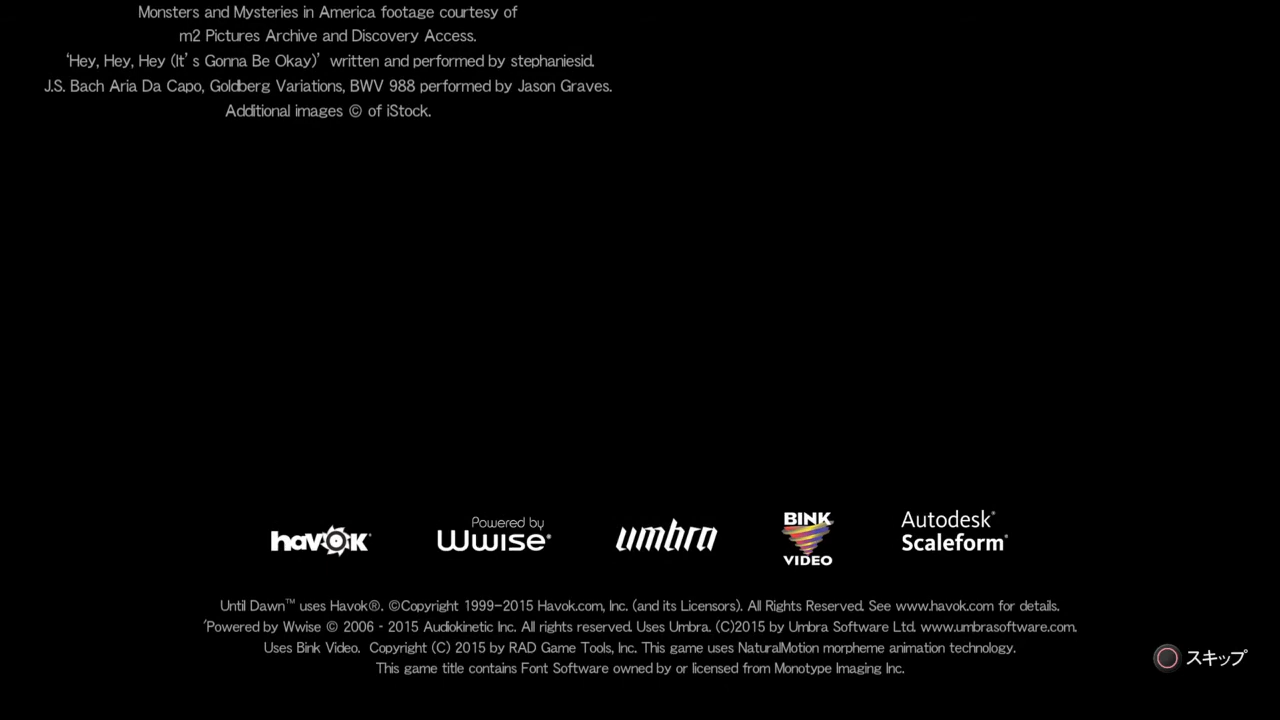 Monsters and Mysteries in America footage courtesy of
m2 Pictures Archive and Discovery Access.
‘Hey, Hey, Hey (It’s Gonna Be Okay)’ written and performed by stephaniesid.
J.S. Bach Aria Da Capo, Goldberg Variations, BWV 988 performed by Jason Graves.
Additional images © of iStock.
havok®
Powered by
Wwise®
umbra
BINK
VIDEO
Autodesk®
Scaleform®
Until Dawn™ uses Havok®. ©Copyright 1999-2015 Havok.com, Inc. (and its Licensors). All Rights Reserved. See www.havok.com for details.
'Powered by Wwise © 2006 - 2015 Audiokinetic Inc. All rights reserved. Uses Umbra. (C)2015 by Umbra Software Ltd. www.umbrasoftware.com.
Uses Bink Video. Copyright (C) 2015 by RAD Game Tools, Inc. This game uses NaturalMotion morpheme animation technology.
This game title contains Font Software owned by or licensed from Monotype Imaging Inc.
スキップ